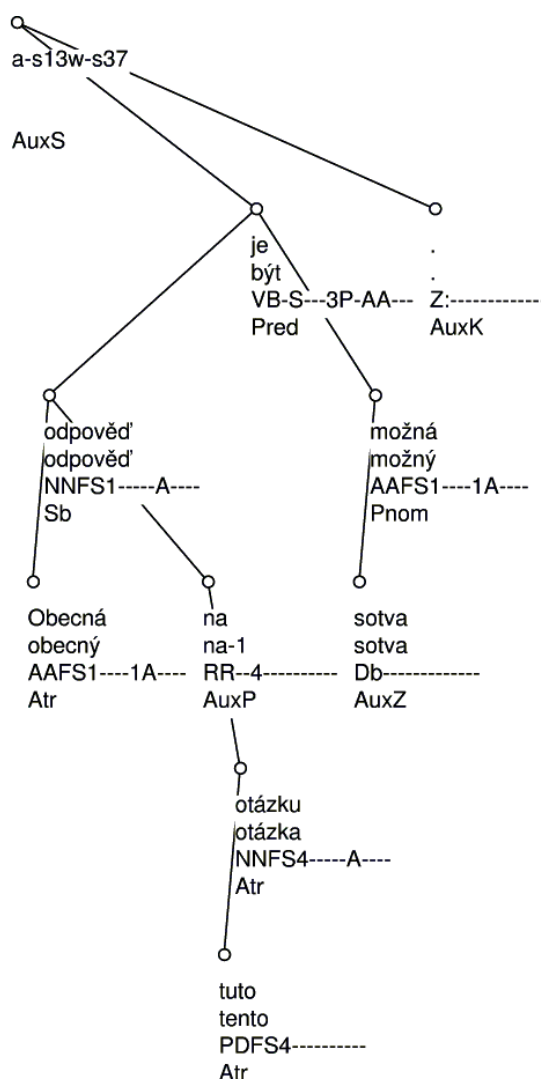 a-s13w-s37
AuxS
je
být
VB-S---3P-AA---
Pred
.
.
Z:-------------
AuxK
odpověď
odpověď
NNFS1-----A----
Sb
možná
možný
AAFS1----1A----
Pnom
Obecná
obecný
AAFS1----1A----
Atr
na
na-1
RR--4----------
AuxP
sotva
sotva
Db-------------
AuxZ
otázku
otázka
NNFS4-----A----
Atr
tuto
tento
PDFS4----------
Atr